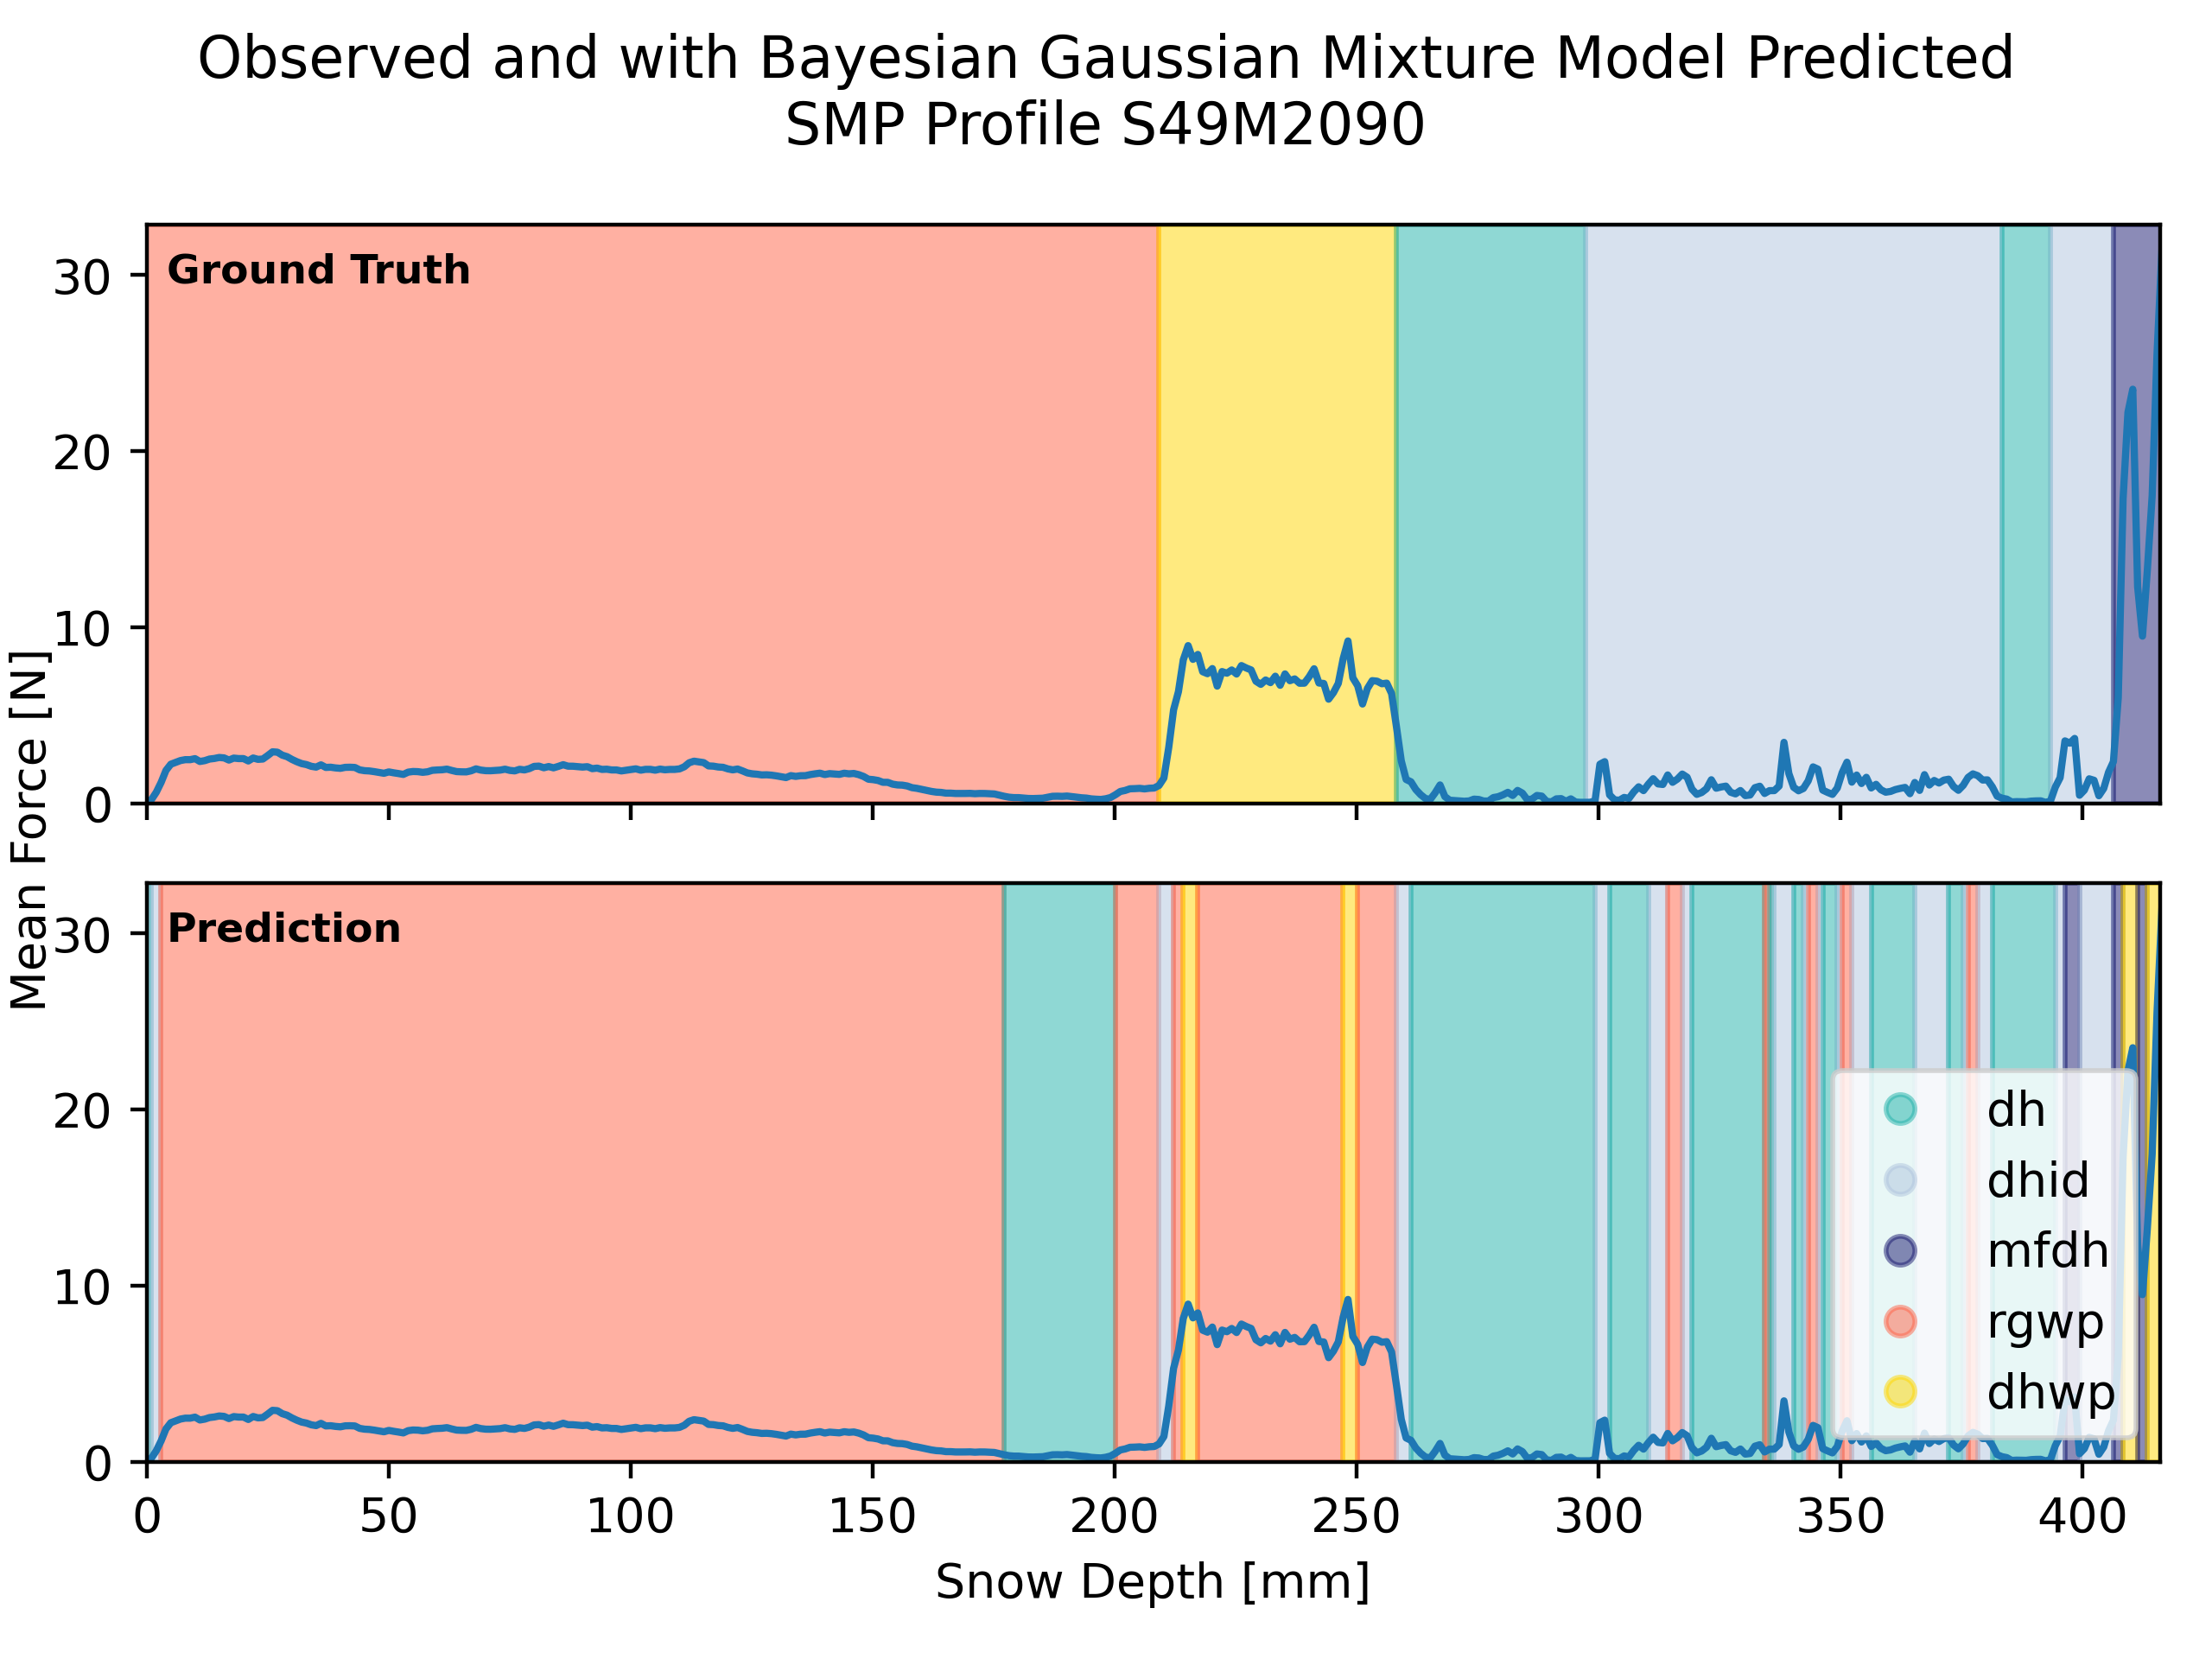 Observed and with Bayesian Gaussian Mixture Model Predicted
SMP Profile S49M2090
Ground Truth
30
20
10
0
Mean Force [N]
Prediction
30
20
10
0
dh
dhid
mfdh
rgwp
dhwp
0 50 100 150 200 250 300 350 400
Snow Depth [mm]